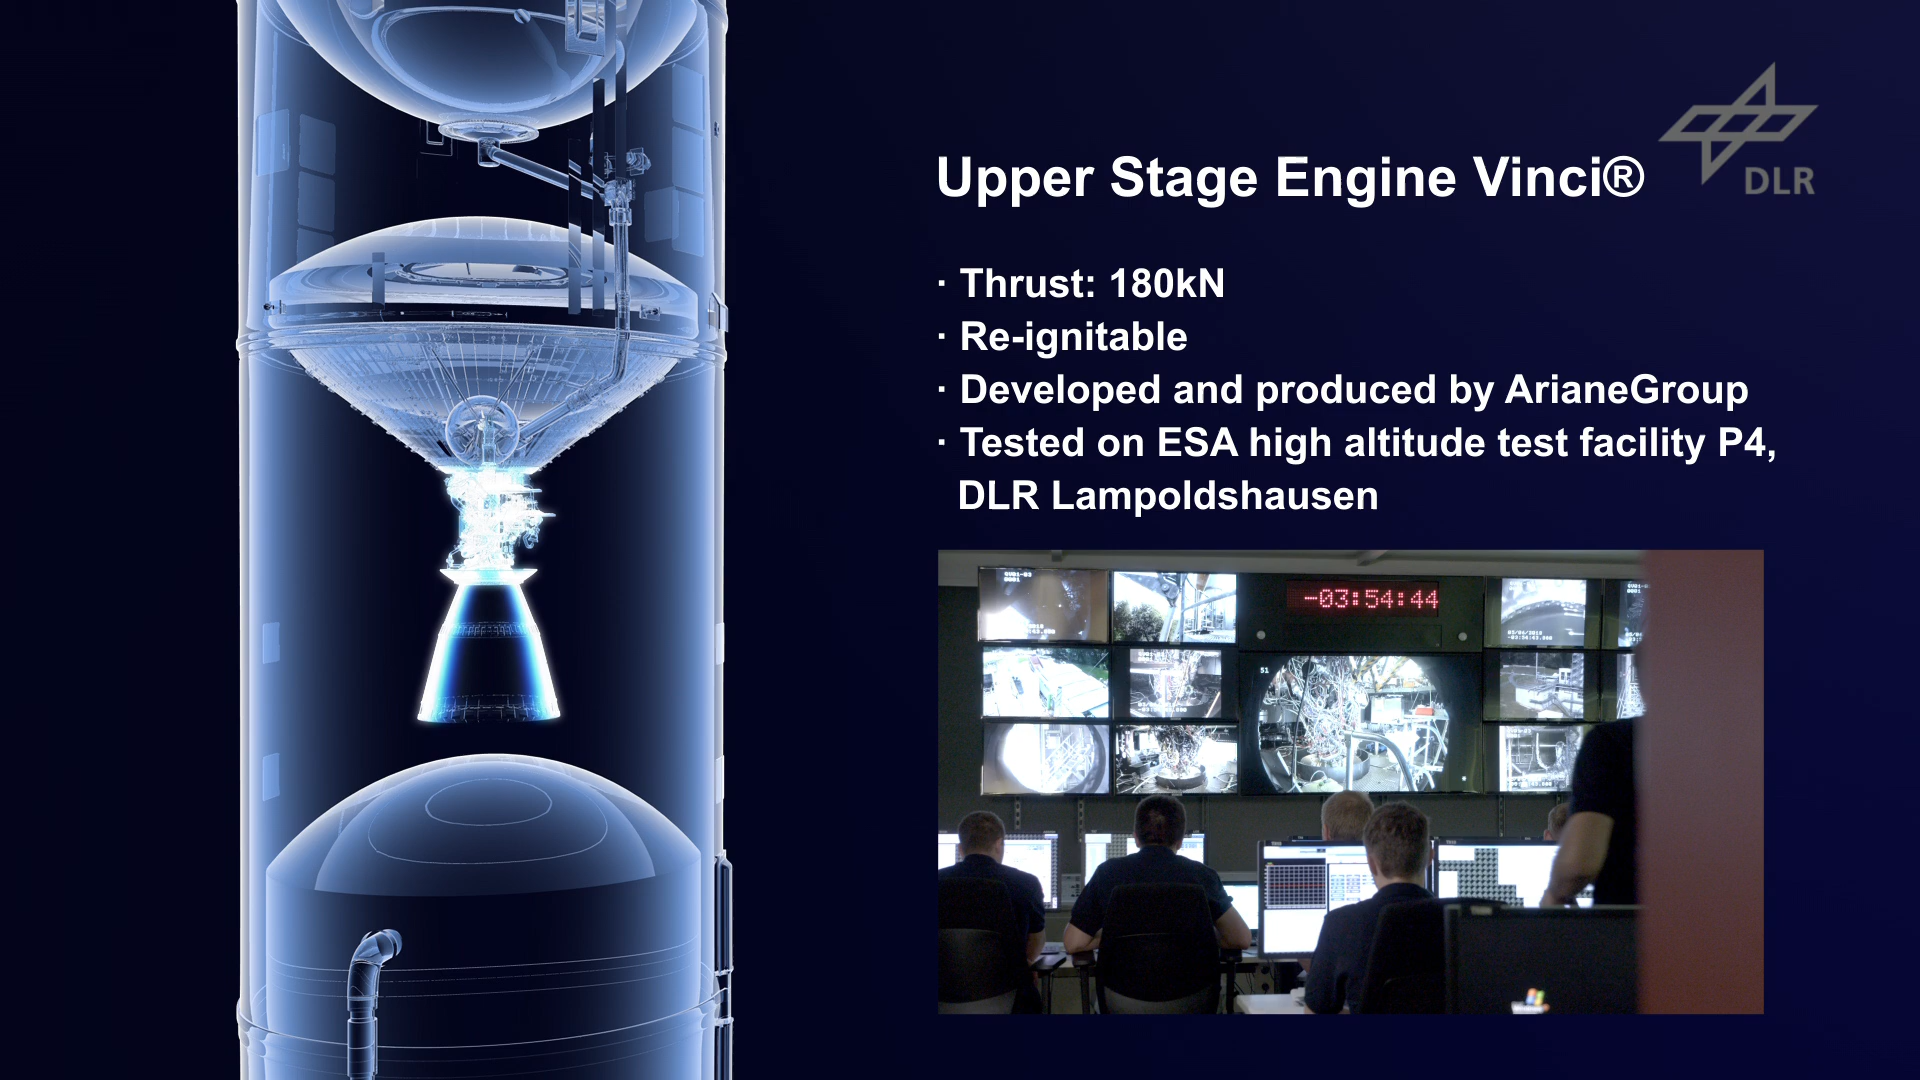 DLR
Upper Stage Engine Vinci®
· Thrust: 180kN
· Re-ignitable
· Developed and produced by ArianeGroup
· Tested on ESA high altitude test facility P4,
DLR Lampoldshausen
-03:54:44
51